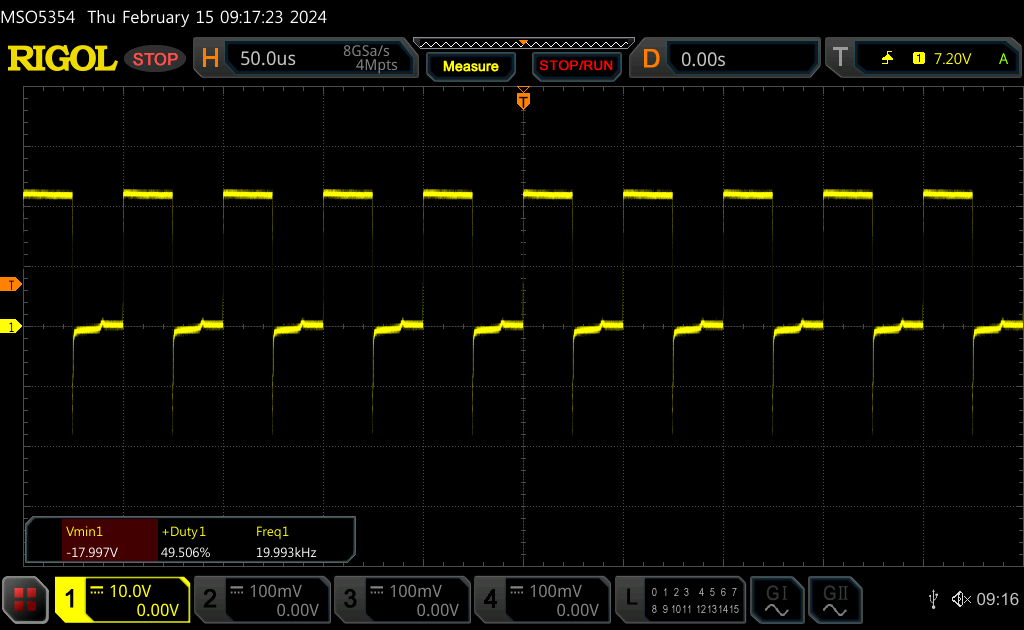 MSO5354 Thu February 15 09:17:23 2024
RIGOL STOP H 50.0us 8GSa/s 4Mpts Measure STOP/RUN D 0.00s T 1 7.20V A
T
T
1
Vmin1 +Duty1 Freq1
-17.997V 49.506% 19.993kHz
1 10.0V 0.00V 2 100mV 0.00V 3 100mV 0.00V 4 100mV 0.00V L 0 1 2 3 4 5 6 7 8 9 10 11 12 13 14 15 GI GII 09:16